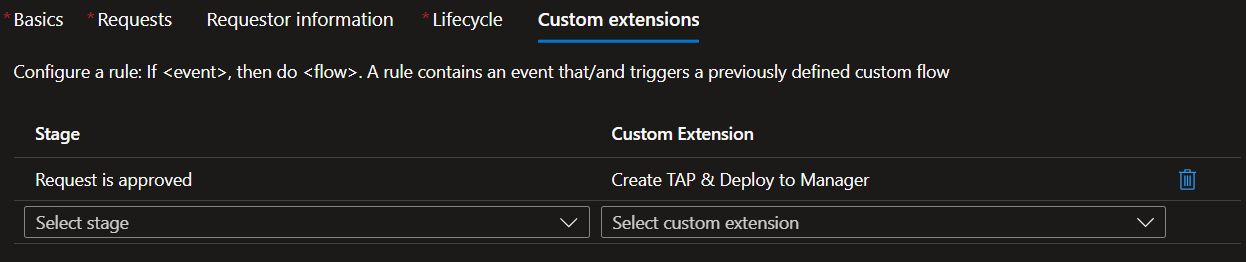 *Basics *Requests Requestor information *Lifecycle Custom extensions
Configure a rule: If <event>, then do <flow>. A rule contains an event that/and triggers a previously defined custom flow
Stage Custom Extension
Request is approved Create TAP & Deploy to Manager
Select stage Select custom extension